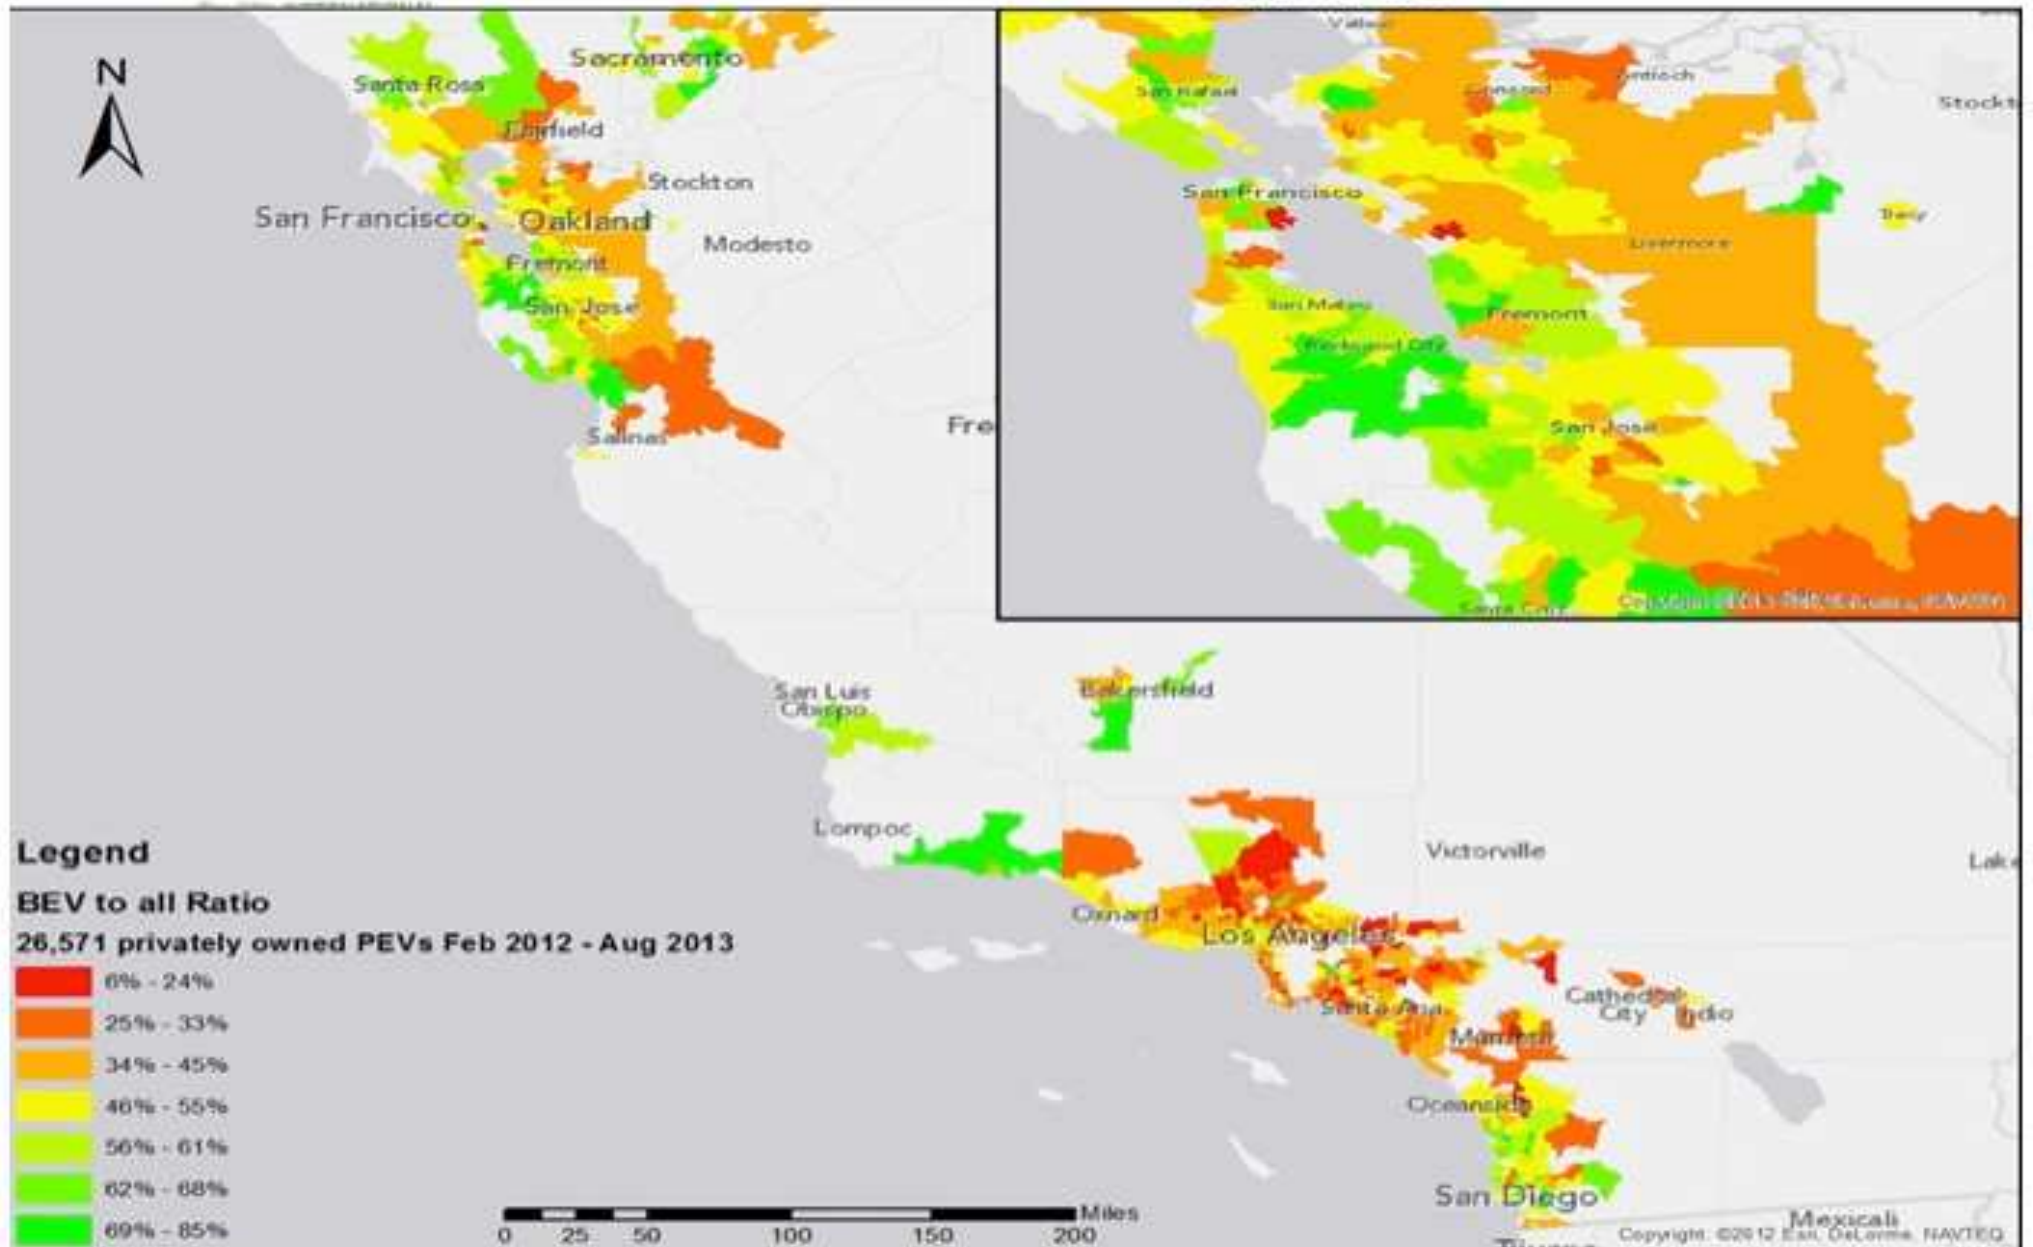 N
Santa Rosa
Sacramento
Fairfield
Stockton
San Francisco
Oakland
Modesto
Fremont
San Jose
Salinas
Fre
San Rafael
Concord
Antioch
Stockt
San Francisco
Tracy
Livermore
San Mateo
Fremont
Redwood City
San Jose
Santa Cruz
San Luis
Obispo
Bakersfield
Lompoc
Victorville
Lake
Oxnard
Los Angeles
Santa Ana
Cathedral
City
Indio
Murrieta
Oceanside
San Diego
Mexicali
Legend
BEV to all Ratio
26,571 privately owned PEVs Feb 2012 - Aug 2013
6% - 24%
25% - 33%
34% - 45%
46% - 55%
56% - 61%
62% - 68%
69% - 85%
Miles
0 25 50 100 150 200
Copyright: ©2012 Esri, DeLorme, NAVTEQ